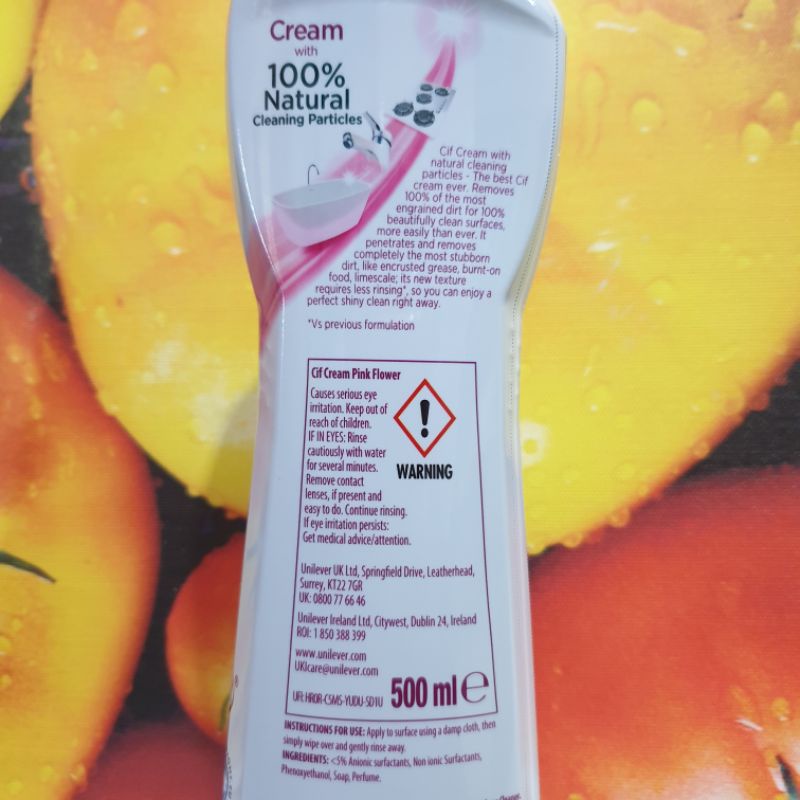 Cream
with
100%
Natural
Cleaning Particles
Cif Cream with
natural cleaning
particles - The best Cif
cream ever. Removes
100% of the most
engrained dirt for 100%
beautifully clean surfaces,
more easily than ever. It
penetrates and removes
completely the most stubborn
dirt, like encrusted grease, burnt-on
food, limescale; its new texture
requires less rinsing*, so you can enjoy a
perfect shiny clean right away.
*Vs previous formulation
Cif Cream Pink Flower
Causes serious eye
irritation. Keep out of
reach of children.
IF IN EYES: Rinse
cautiously with water
for several minutes.
Remove contact
lenses, if present and
easy to do. Continue rinsing.
If eye irritation persists:
Get medical advice/attention.
WARNING
Unilever UK Ltd, Springfield Drive, Leatherhead,
Surrey, KT22 7GR
UK: 0800 77 66 46
Unilever Ireland Ltd, Citywest, Dublin 24, Ireland
ROI: 1 850 388 399
www.unilever.com
UKIcare@unilever.com
UFI: HR0R-C5MS-YUDU-SD1U
500 ml e
INSTRUCTIONS FOR USE: Apply to surface using a damp cloth, then
simply wipe over and gently rinse away.
INGREDIENTS: <5% Anionic surfactants, Non ionic Surfactants,
Phenoxyethanol, Soap, Perfume.
Cleaner.